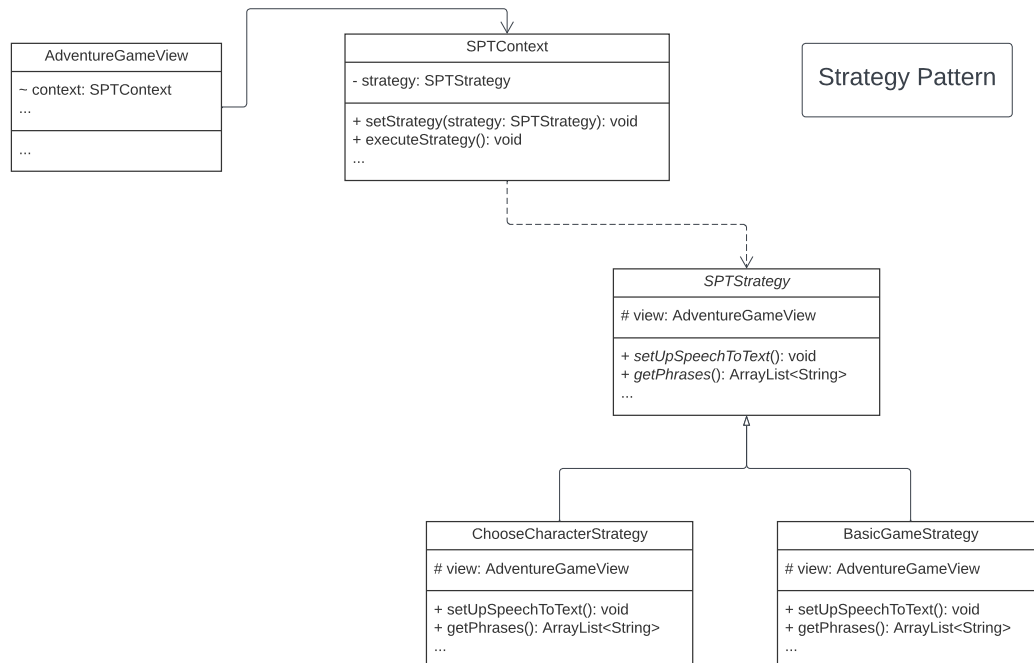 AdventureGameView
~ context: SPTContext
...
...
SPTContext
- strategy: SPTStrategy
+ setStrategy(strategy: SPTStrategy): void
+ executeStrategy(): void
...
Strategy Pattern
SPTStrategy
# view: AdventureGameView
+ setUpSpeechToText(): void
+ getPhrases(): ArrayList<String>
...
ChooseCharacterStrategy
# view: AdventureGameView
+ setUpSpeechToText(): void
+ getPhrases(): ArrayList<String>
...
BasicGameStrategy
# view: AdventureGameView
+ setUpSpeechToText(): void
+ getPhrases(): ArrayList<String>
...